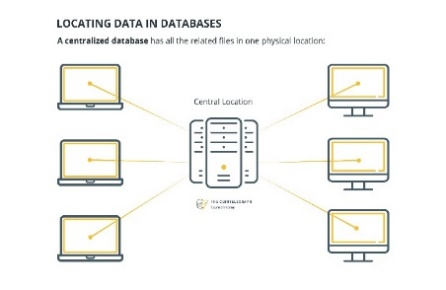 LOCATING DATA IN DATABASES
A centralized database has all the related files in one physical location:
Central Location